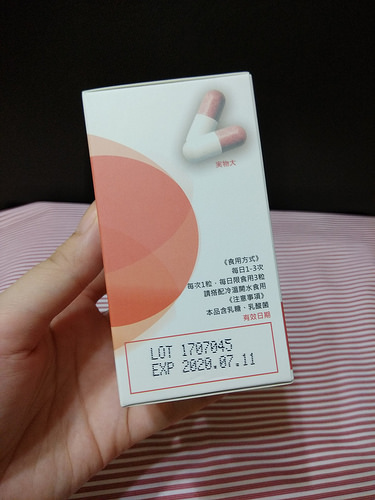 実物大
《食用方式》
每日1-3次
每次1粒，每日限食用3粒
請搭配冷溫開水食用
《注意事項》
本品含乳糖、乳酸菌
有效日期
LOT 1707045
EXP 2020.07.11